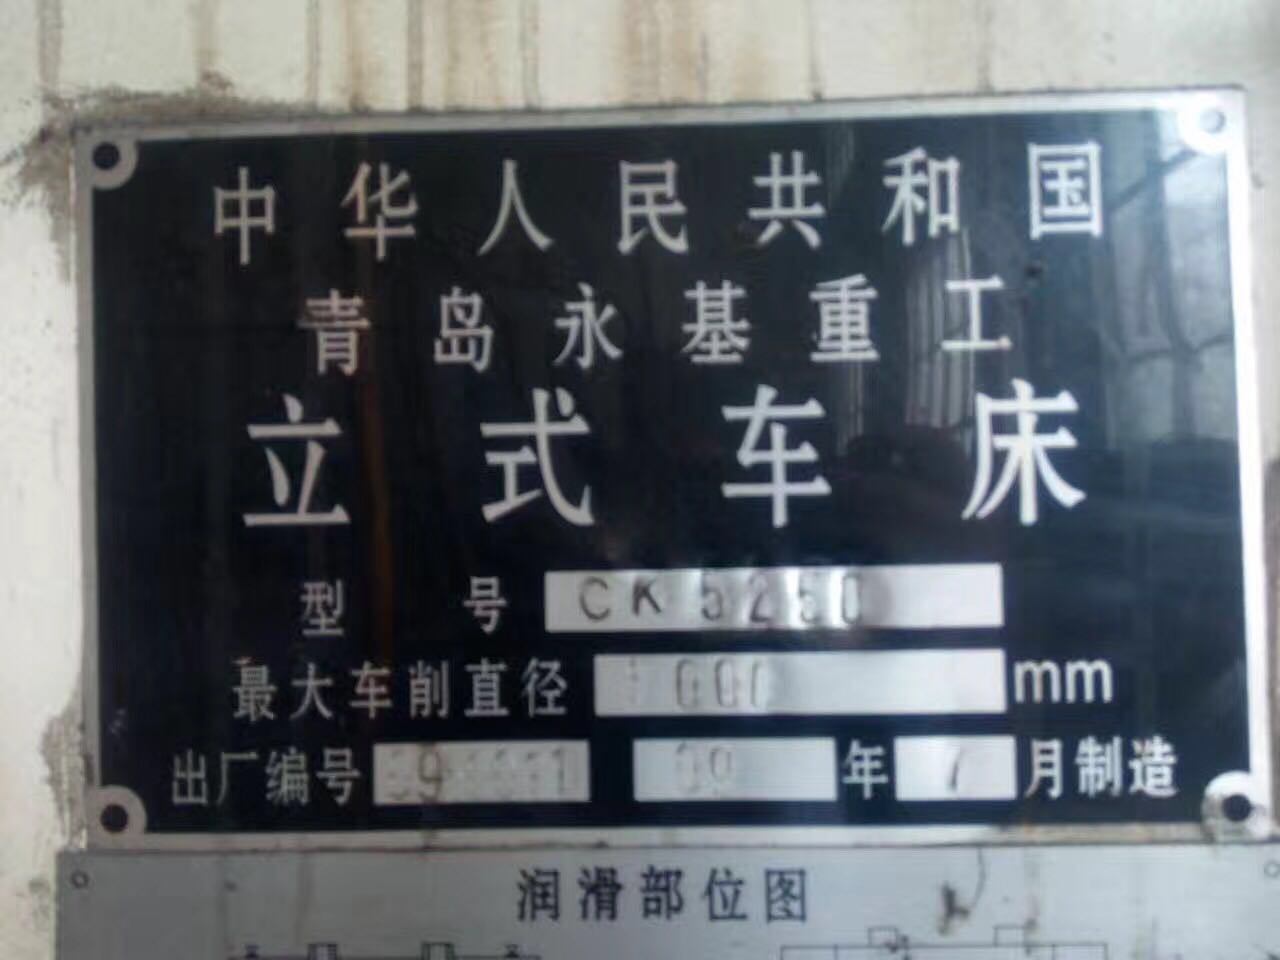 中华人民共和国
青岛永基重工
立式车床
型 号 CK5250
最大车削直径 mm
出厂编号 09 年 7 月制造
润滑部位图